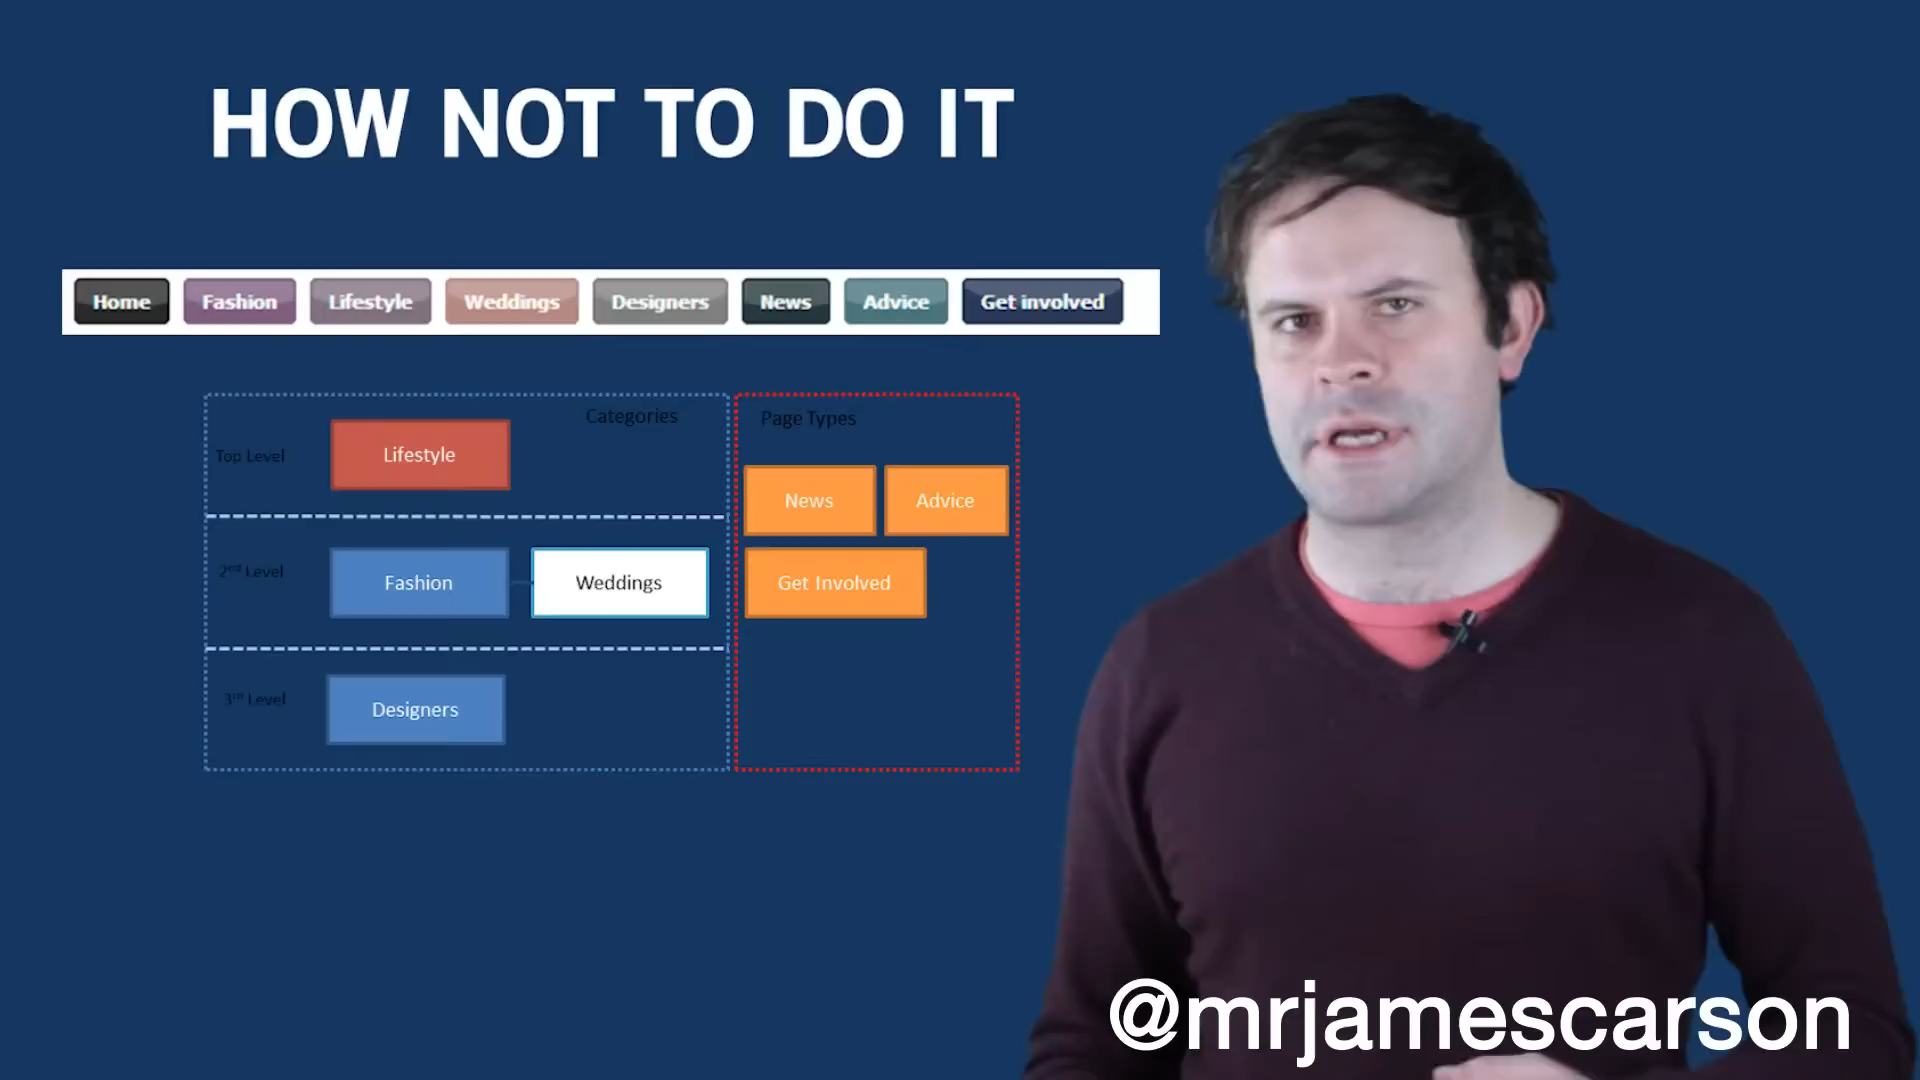 HOW NOT TO DO IT
Home Fashion Lifestyle Weddings Designers News Advice Get involved
Categories
Page Types
Top Level
Lifestyle
News
Advice
2nd Level
Fashion
Weddings
Get Involved
3rd Level
Designers
@mrjamescarson